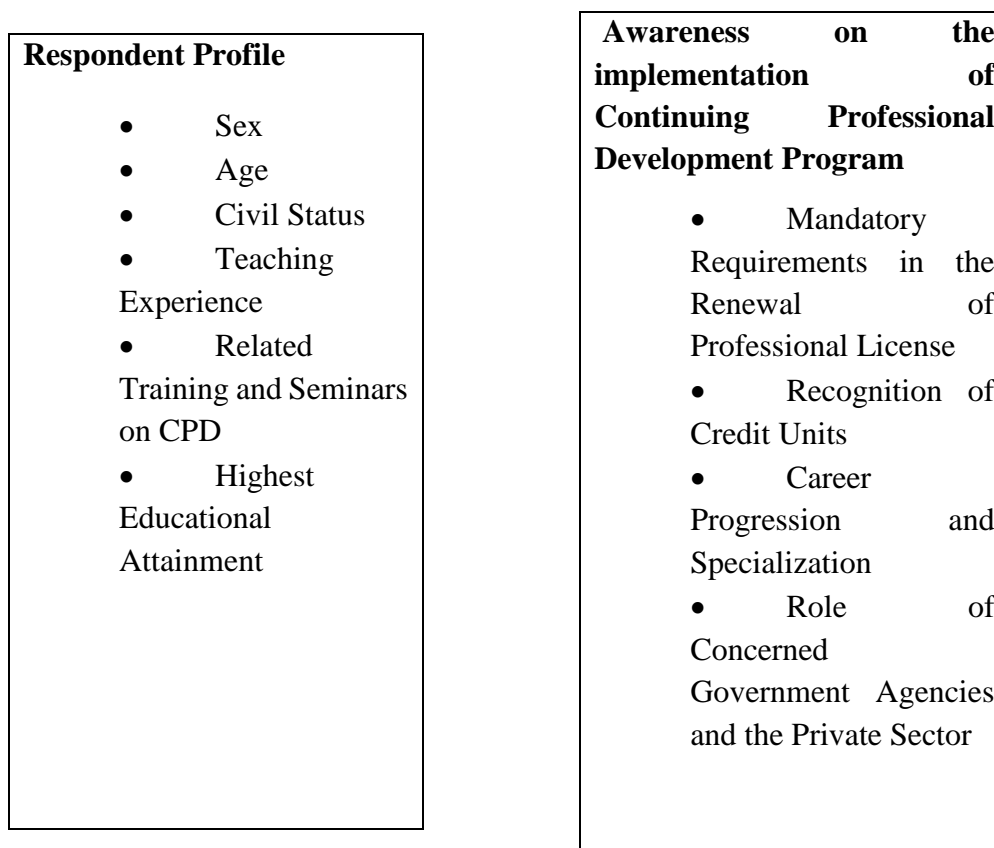 Respondent Profile
• Sex
• Age
• Civil Status
• Teaching
Experience
• Related
Training and Seminars
on CPD
• Highest
Educational
Attainment
Awareness on the
implementation of
Continuing Professional
Development Program
• Mandatory
Requirements in the
Renewal of
Professional License
• Recognition of
Credit Units
• Career
Progression and
Specialization
• Role of
Concerned
Government Agencies
and the Private Sector